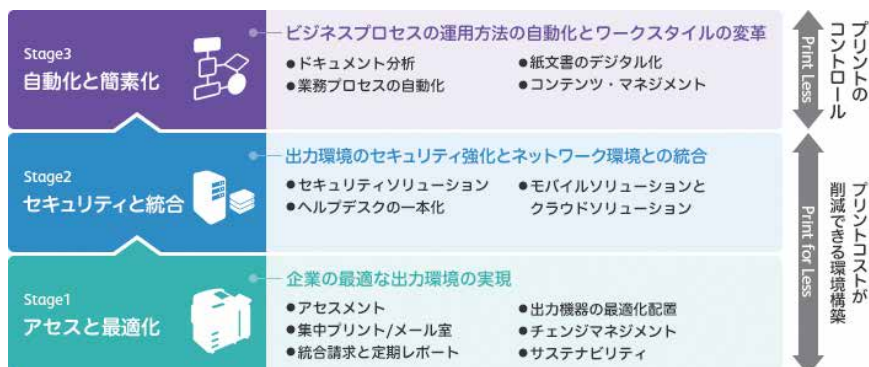 Stage3
自動化と簡素化
ビジネスプロセスの運用方法の自動化とワークスタイルの変革
●ドキュメント分析
●業務プロセスの自動化
●紙文書のデジタル化
●コンテンツ・マネジメント
Print Less
プリントの
コントロール
Stage2
セキュリティと統合
出力環境のセキュリティ強化とネットワーク環境との統合
●セキュリティソリューション
●ヘルプデスクの一本化
●モバイルソリューションと
クラウドソリューション
Stage1
アセスと最適化
企業の最適な出力環境の実現
●アセスメント
●集中プリント/メール室
●統合請求と定期レポート
●出力機器の最適化配置
●チェンジマネジメント
●サステナビリティ
Print for Less
プリントコストが
削減できる環境構築